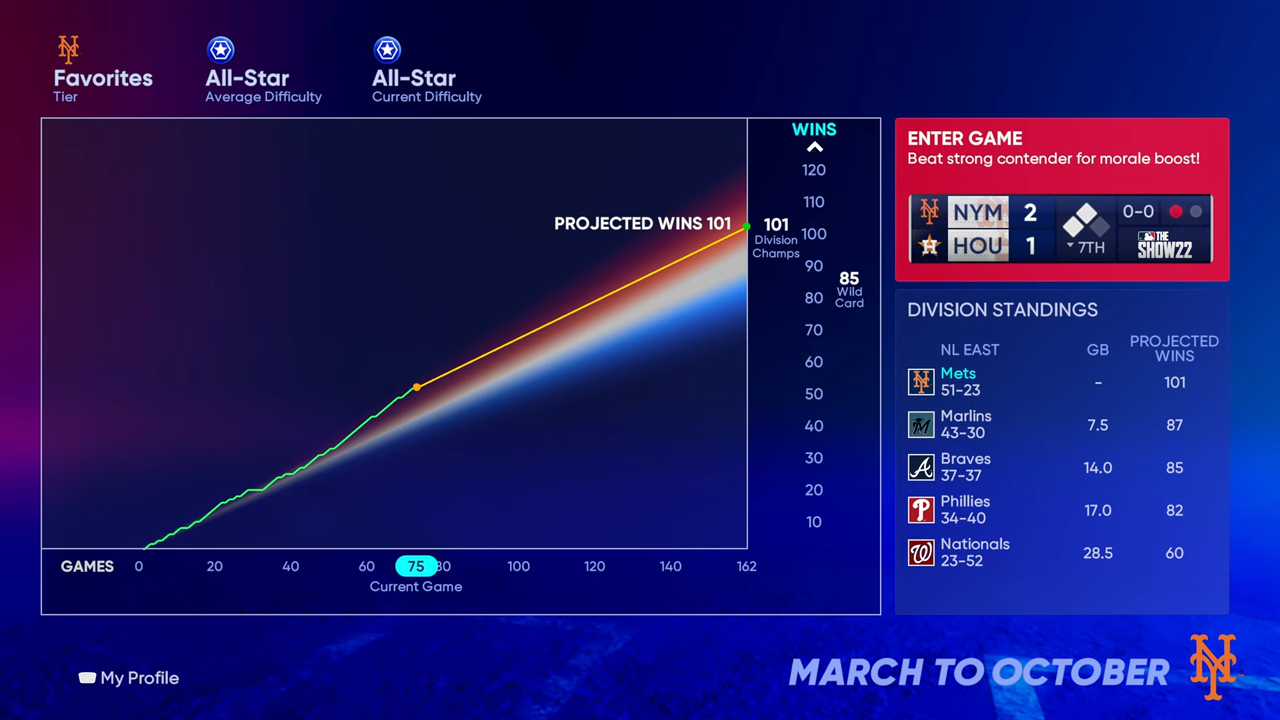 Favorites
Tier
All-Star
Average Difficulty
All-Star
Current Difficulty
WINS
120
110
100
90
80
70
60
50
40
30
20
10
PROJECTED WINS 101
101
Division
Champs
85
Wild
Card
GAMES 0 20 40 60 75 80 100 120 140 162
Current Game
ENTER GAME
Beat strong contender for morale boost!
NYM 2 0-0
HOU 1 7TH MLB THE SHOW22
DIVISION STANDINGS
NL EAST GB PROJECTED WINS
Mets
51-23 - 101
Marlins
43-30 7.5 87
Braves
37-37 14.0 85
Phillies
34-40 17.0 82
Nationals
23-52 28.5 60
My Profile
MARCH TO OCTOBER